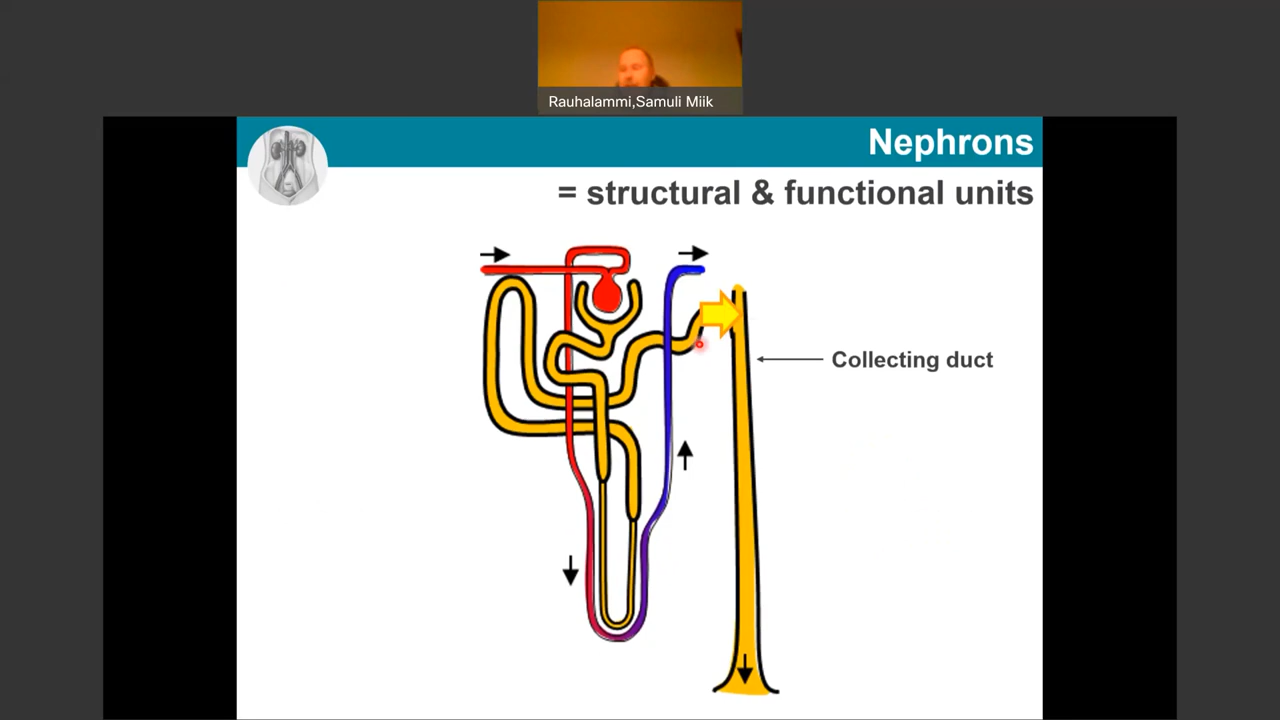 Rauhalammi,Samuli Miik
Nephrons
= structural & functional units
Collecting duct